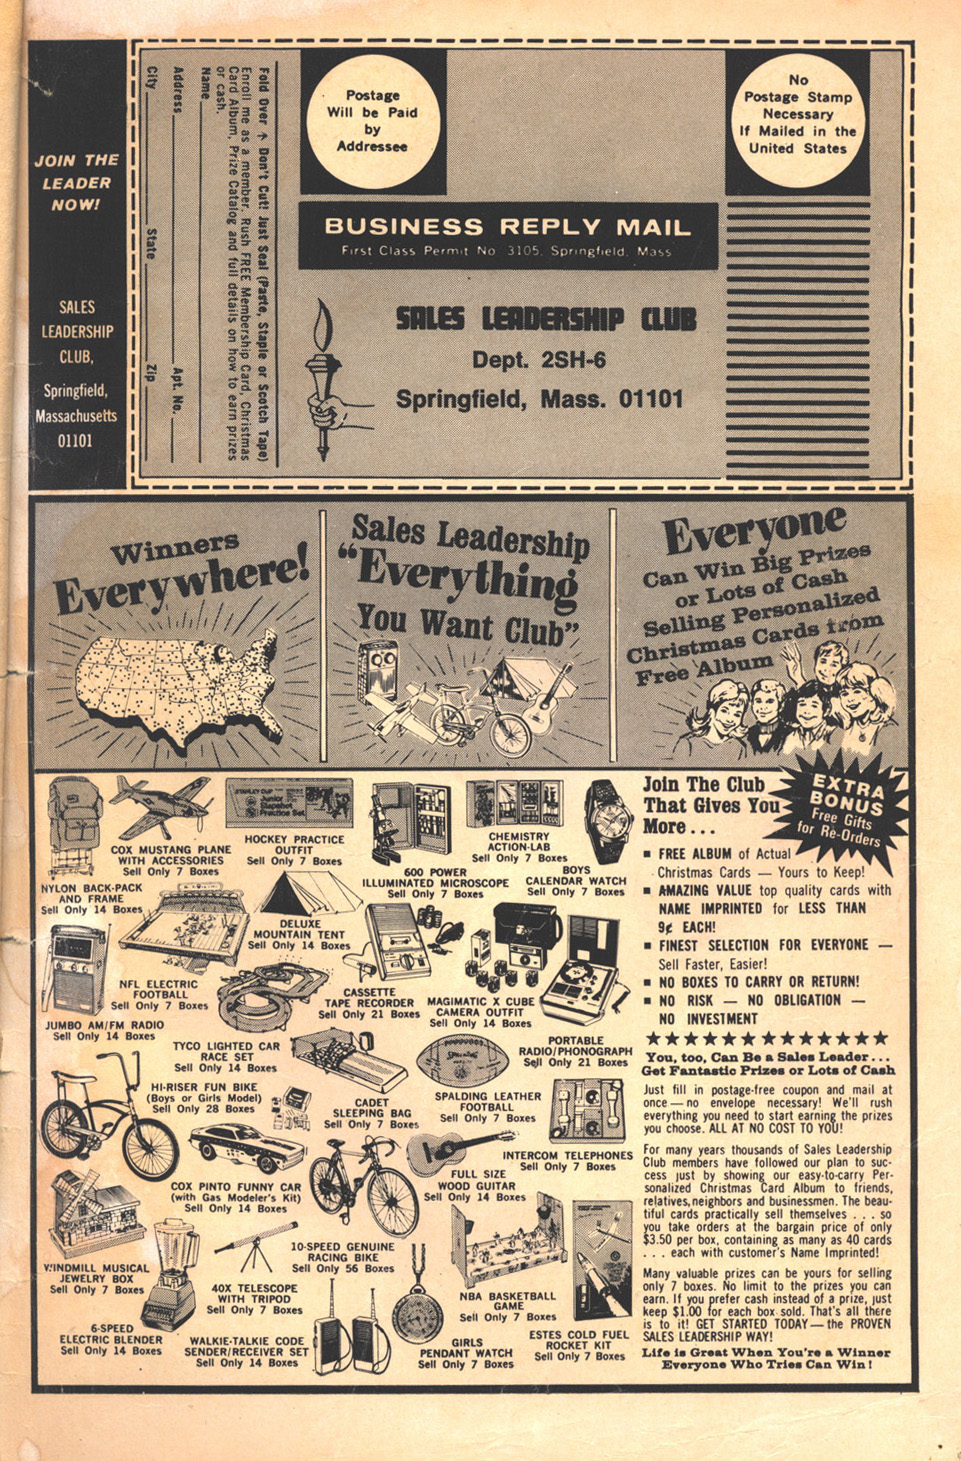 JOIN THE
LEADER
NOW!
SALES
LEADERSHIP
CLUB,
Springfield,
Massachusetts
01101
Fold Over ↑ Don't Cut! Just Seal (Paste, Staple or Scotch Tape)
Enroll me as a member. Rush FREE Membership Card, Christmas
Card Album, Prize Catalog and full details on how to earn prizes
or cash.
Name
Address Apt. No.
City State Zip
Postage
Will be Paid
by
Addressee
No
Postage Stamp
Necessary
If Mailed in the
United States
BUSINESS REPLY MAIL
First Class Permit No 3105, Springfield, Mass
SALES LEADERSHIP CLUB
Dept. 2SH-6
Springfield, Mass. 01101
Winners
Everywhere!
Sales Leadership
"Everything
You Want Club"
Everyone
Can Win Big Prizes
or Lots of Cash
Selling Personalized
Christmas Cards from
Free Album
NYLON BACK-PACK
AND FRAME
Sell Only 14 Boxes
COX MUSTANG PLANE
WITH ACCESSORIES
Sell Only 7 Boxes
STANLEY CUP
HOCKEY PRACTICE
OUTFIT
Sell Only 7 Boxes
600 POWER
ILLUMINATED MICROSCOPE
Sell Only 7 Boxes
CHEMISTRY
ACTION-LAB
Sell Only 7 Boxes
BOYS
CALENDAR WATCH
Sell Only 7 Boxes
JUMBO AM/FM RADIO
Sell Only 14 Boxes
NFL ELECTRIC
FOOTBALL
Sell Only 7 Boxes
DELUXE
MOUNTAIN TENT
Sell Only 14 Boxes
CASSETTE
TAPE RECORDER
Sell Only 21 Boxes
MAGIMATIC X CUBE
CAMERA OUTFIT
Sell Only 14 Boxes
PORTABLE
RADIO/PHONOGRAPH
Sell Only 21 Boxes
TYCO LIGHTED CAR
RACE SET
Sell Only 14 Boxes
HI-RISER FUN BIKE
(Boys or Girls Model)
Sell Only 28 Boxes
CADET
SLEEPING BAG
Sell Only 7 Boxes
SPALDING LEATHER
FOOTBALL
Sell Only 7 Boxes
INTERCOM TELEPHONES
Sell Only 7 Boxes
COX PINTO FUNNY CAR
(with Gas Modeler's Kit)
Sell Only 14 Boxes
FULL SIZE
WOOD GUITAR
Sell Only 14 Boxes
WINDMILL MUSICAL
JEWELRY BOX
Sell Only 7 Boxes
10-SPEED GENUINE
RACING BIKE
Sell Only 56 Boxes
40X TELESCOPE
WITH TRIPOD
Sell Only 7 Boxes
NBA BASKETBALL
GAME
Sell Only 7 Boxes
6-SPEED
ELECTRIC BLENDER
Sell Only 14 Boxes
WALKIE-TALKIE CODE
SENDER/RECEIVER SET
Sell Only 14 Boxes
GIRLS
PENDANT WATCH
Sell Only 7 Boxes
ESTES COLD FUEL
ROCKET KIT
Sell Only 7 Boxes
Join The Club
That Gives You
More . . .
EXTRA
BONUS
Free Gifts
for Re-Orders
■ FREE ALBUM of Actual
Christmas Cards — Yours to Keep!
■ AMAZING VALUE top quality cards with
NAME IMPRINTED for LESS THAN
9¢ EACH!
■ FINEST SELECTION FOR EVERYONE —
Sell Faster, Easier!
■ NO BOXES TO CARRY OR RETURN!
■ NO RISK — NO OBLIGATION —
NO INVESTMENT
★★★★★★★★★★★★★
You, too, Can Be a Sales Leader . . .
Get Fantastic Prizes or Lots of Cash
Just fill in postage-free coupon and mail at
once — no envelope necessary! We'll rush
everything you need to start earning the prizes
you choose. ALL AT NO COST TO YOU!
For many years thousands of Sales Leadership
Club members have followed our plan to suc-
cess just by showing our easy-to-carry Per-
sonalized Christmas Card Album to friends,
relatives, neighbors and businessmen. The beau-
tiful cards practically sell themselves . . . so
you take orders at the bargain price of only
$3.50 per box, containing as many as 40 cards
. . . each with customer's Name Imprinted!
Many valuable prizes can be yours for selling
only 7 boxes. No limit to the prizes you can
earn. If you prefer cash instead of a prize, just
keep $1.00 for each box sold. That's all there
is to it! GET STARTED TODAY — the PROVEN
SALES LEADERSHIP WAY!
Life is Great When You're a Winner
Everyone Who Tries Can Win!